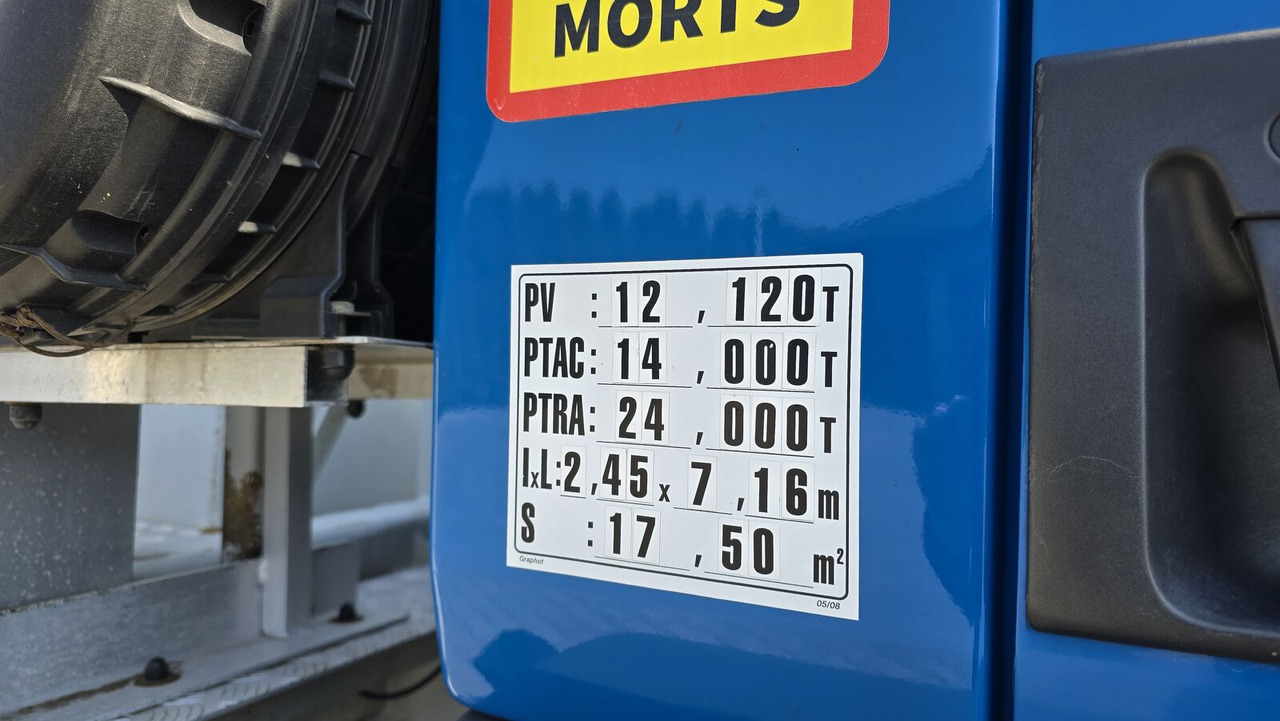 MORTS
PV : 12 , 120 T
PTAC : 14 , 000 T
PTRA : 24 , 000 T
IxL : 2 , 45 x 7 , 16 m
S : 17 , 50 m²
Graphot 05/08